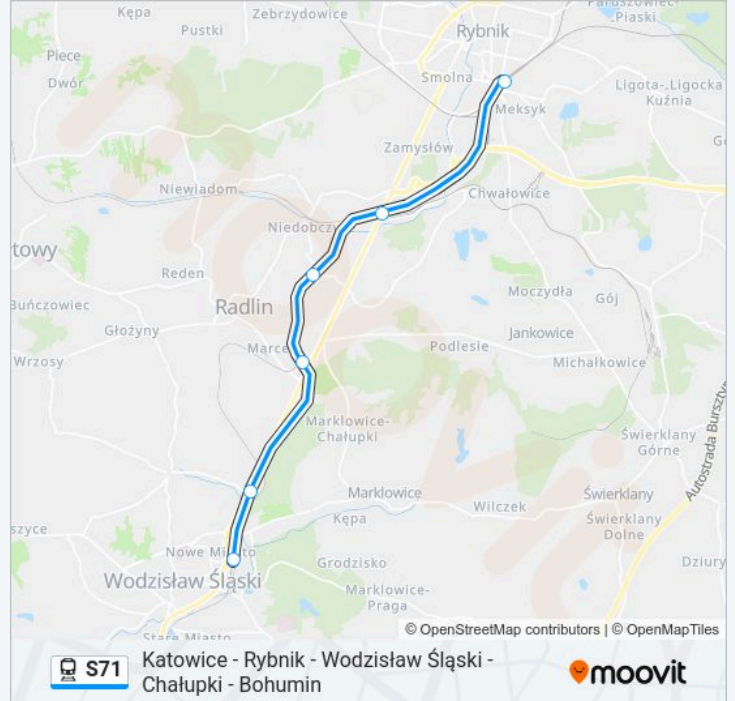 Kępa
Zebrzydowice
Paruszowiec-
Piaski
Pustki
Rybnik
Piece
Dwór
Smolna
Ligota-Ligocka
Kuźnia
Meksyk
Zamysłów
Niewiadom
Chwałowice
Niedobczy
towy
Reden
Buńczowiec
Radlin
Moczydła
Gój
Głożyny
Jankowice
Marce
Podlesie
Wrzosy
Michałkowice
Autostrada Bursztyn
Marklowice-
Chałupki
Świerklany
Górne
Marklowice
Świerklany
Wilczek
Kępa
Świerklany
Dolne
szyce
Nowe Miasto
Grodzisko
Dziury
Wodzisław Śląski
Marklowice-
Praga
Stare Miasto
© OpenStreetMap contributors | © OpenMapTiles
S71
Katowice - Rybnik - Wodzisław Śląski -
Chałupki - Bohumin
moovit